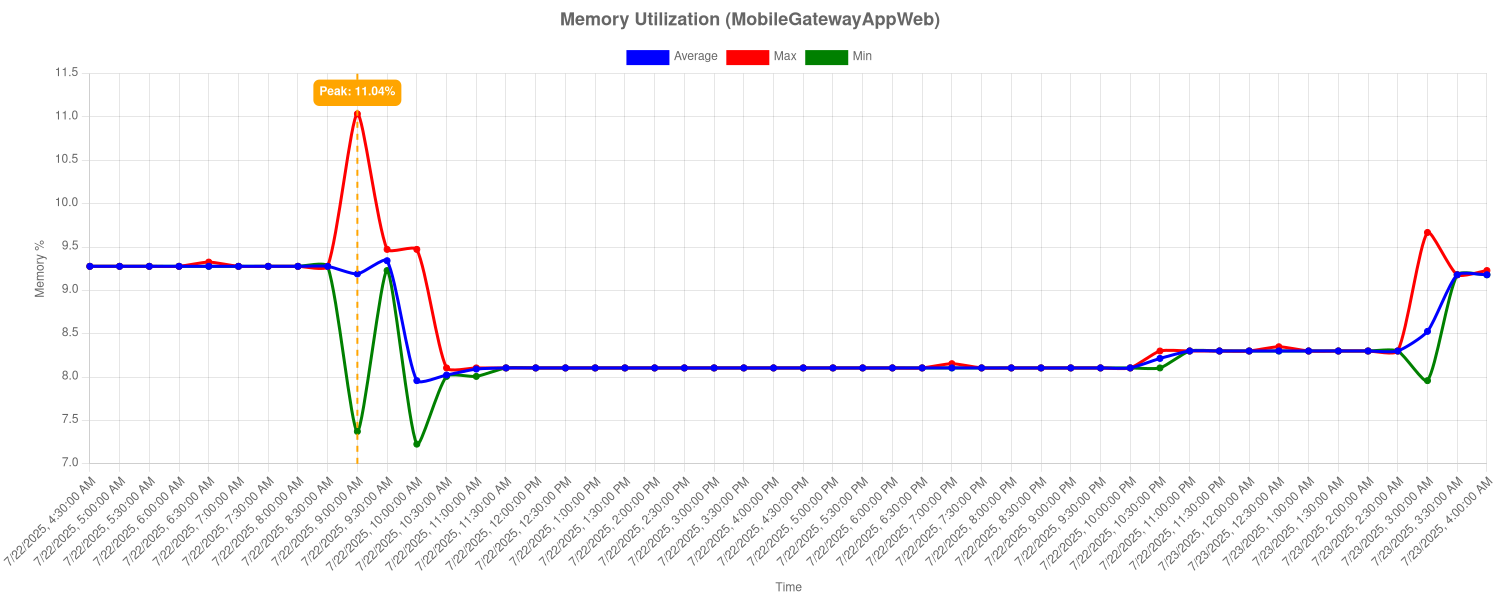 Memory Utilization (MobileGatewayAppWeb)
Average Max Min
Peak: 11.04%
Memory %
11.5
11.0
10.5
10.0
9.5
9.0
8.5
8.0
7.5
7.0
7/22/2025, 4:30:00 AM
7/22/2025, 5:00:00 AM
7/22/2025, 5:30:00 AM
7/22/2025, 6:00:00 AM
7/22/2025, 6:30:00 AM
7/22/2025, 7:00:00 AM
7/22/2025, 7:30:00 AM
7/22/2025, 8:00:00 AM
7/22/2025, 8:30:00 AM
7/22/2025, 9:00:00 AM
7/22/2025, 9:30:00 AM
7/22/2025, 10:00:00 AM
7/22/2025, 10:30:00 AM
7/22/2025, 11:00:00 AM
7/22/2025, 11:30:00 AM
7/22/2025, 12:00:00 PM
7/22/2025, 12:30:00 PM
7/22/2025, 1:00:00 PM
7/22/2025, 1:30:00 PM
7/22/2025, 2:00:00 PM
7/22/2025, 2:30:00 PM
7/22/2025, 3:00:00 PM
7/22/2025, 3:30:00 PM
7/22/2025, 4:00:00 PM
7/22/2025, 4:30:00 PM
7/22/2025, 5:00:00 PM
7/22/2025, 5:30:00 PM
7/22/2025, 6:00:00 PM
7/22/2025, 6:30:00 PM
7/22/2025, 7:00:00 PM
7/22/2025, 7:30:00 PM
7/22/2025, 8:00:00 PM
7/22/2025, 8:30:00 PM
7/22/2025, 9:00:00 PM
7/22/2025, 9:30:00 PM
7/22/2025, 10:00:00 PM
7/22/2025, 10:30:00 PM
7/22/2025, 11:00:00 PM
7/22/2025, 11:30:00 PM
7/23/2025, 12:00:00 AM
7/23/2025, 12:30:00 AM
7/23/2025, 1:00:00 AM
7/23/2025, 1:30:00 AM
7/23/2025, 2:00:00 AM
7/23/2025, 2:30:00 AM
7/23/2025, 3:00:00 AM
7/23/2025, 3:30:00 AM
7/23/2025, 4:00:00 AM
Time